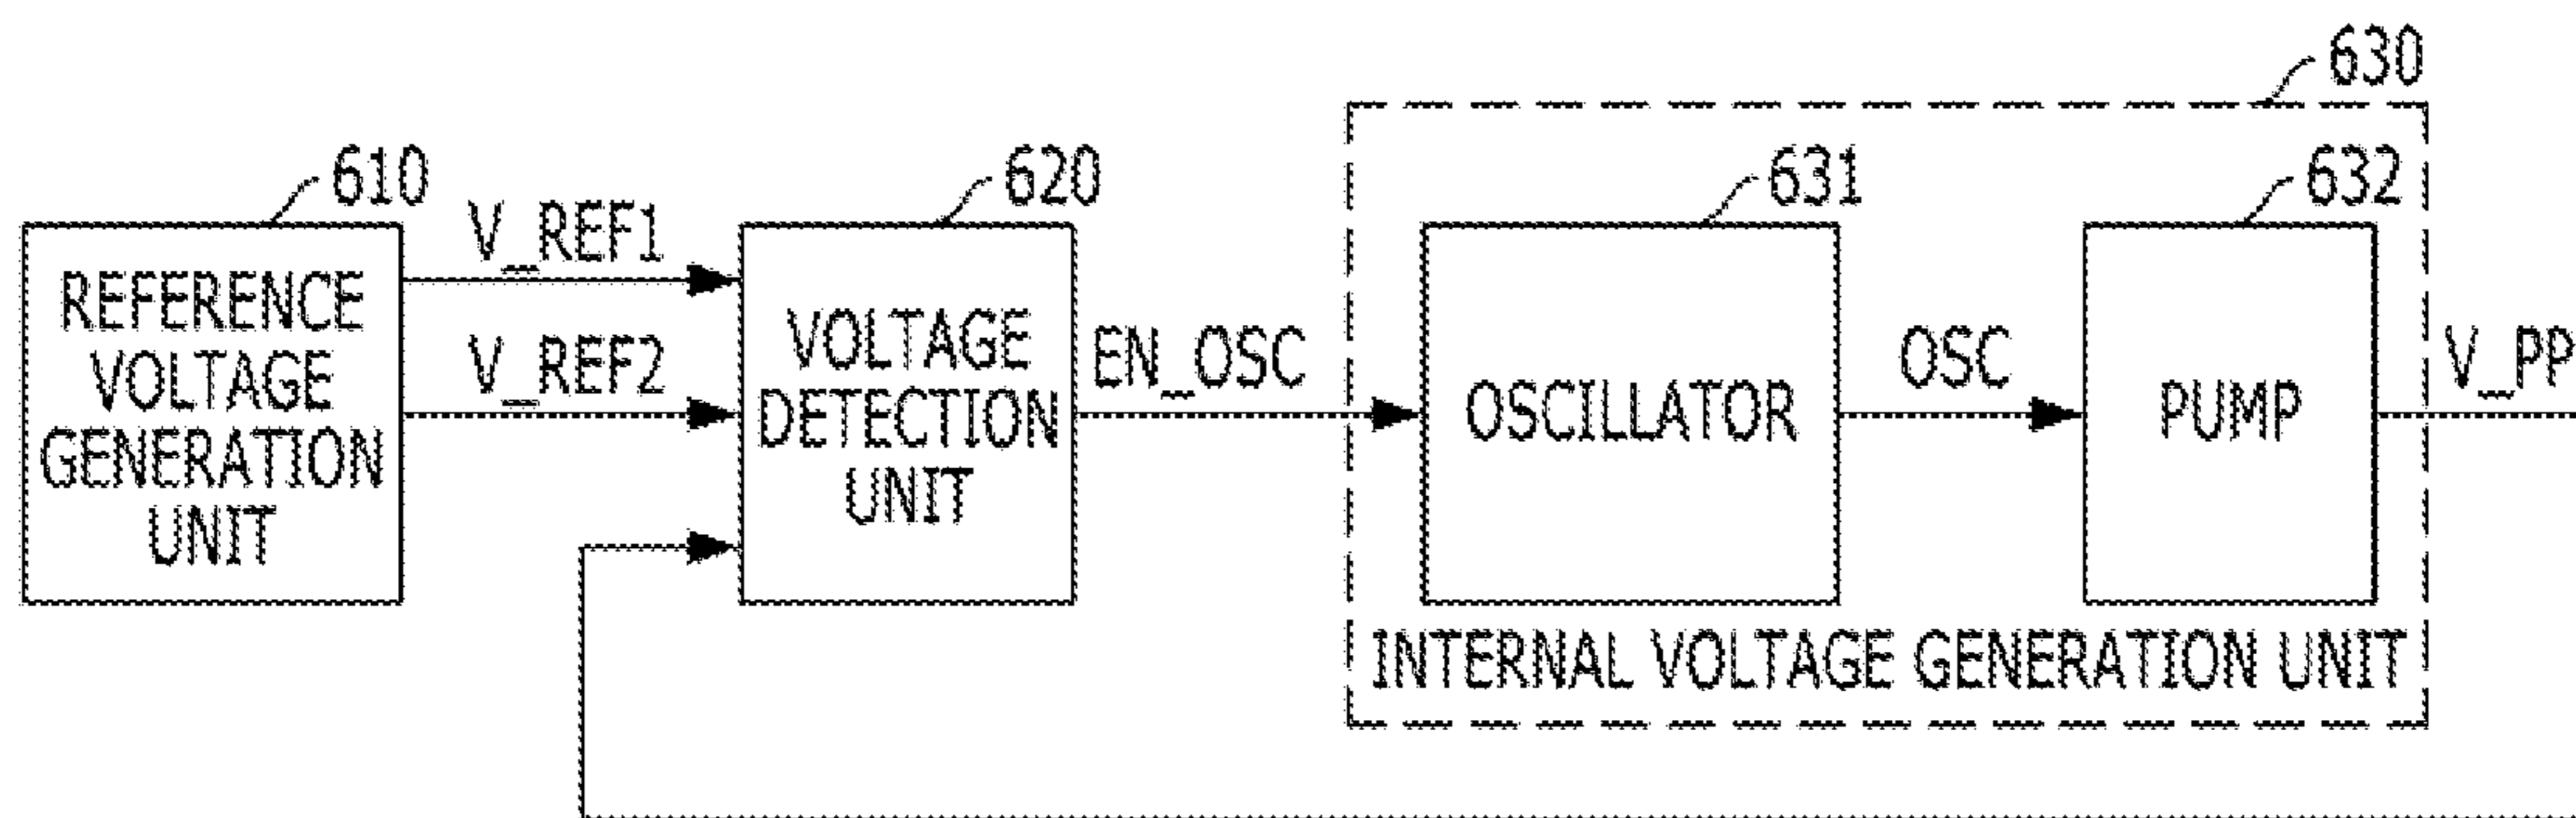 630
610
620
631
632
V_REF1
V_REF2
REFERENCE
VOLTAGE
GENERATION
UNIT
VOLTAGE
DETECTION
UNIT
EN_OSC
OSCILLATOR
OSC
PUMP
V_PP
INTERNAL VOLTAGE GENERATION UNIT